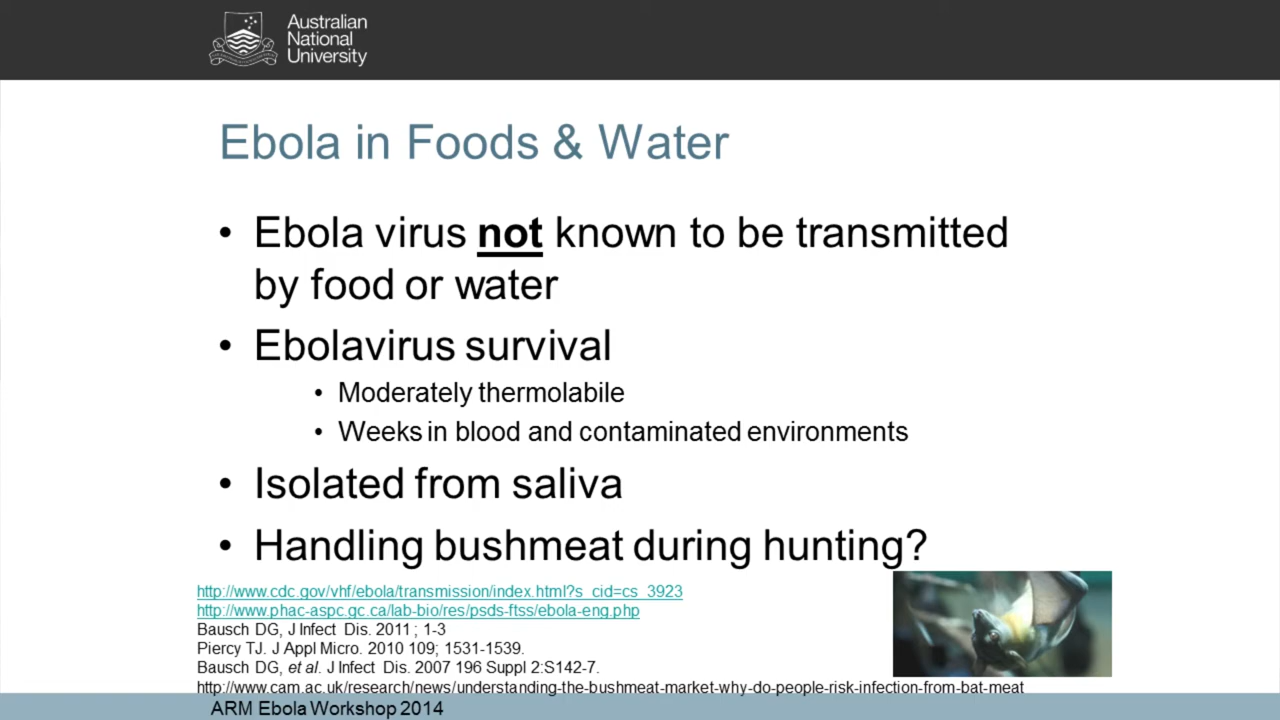 Australian
National
University
Ebola in Foods & Water
• Ebola virus not known to be transmitted
by food or water
• Ebolavirus survival
• Moderately thermolabile
• Weeks in blood and contaminated environments
• Isolated from saliva
• Handling bushmeat during hunting?
http://www.cdc.gov/vhf/ebola/transmission/index.html?s_cid=cs_3923
http://www.phac-aspc.gc.ca/lab-bio/res/psds-ftss/ebola-eng.php
Bausch DG, J Infect Dis. 2011 ; 1-3
Piercy TJ. J Appl Micro. 2010 109; 1531-1539.
Bausch DG, et al. J Infect Dis. 2007 196 Suppl 2:S142-7.
http://www.cam.ac.uk/research/news/understanding-the-bushmeat-market-why-do-people-risk-infection-from-bat-meat
ARM Ebola Workshop 2014